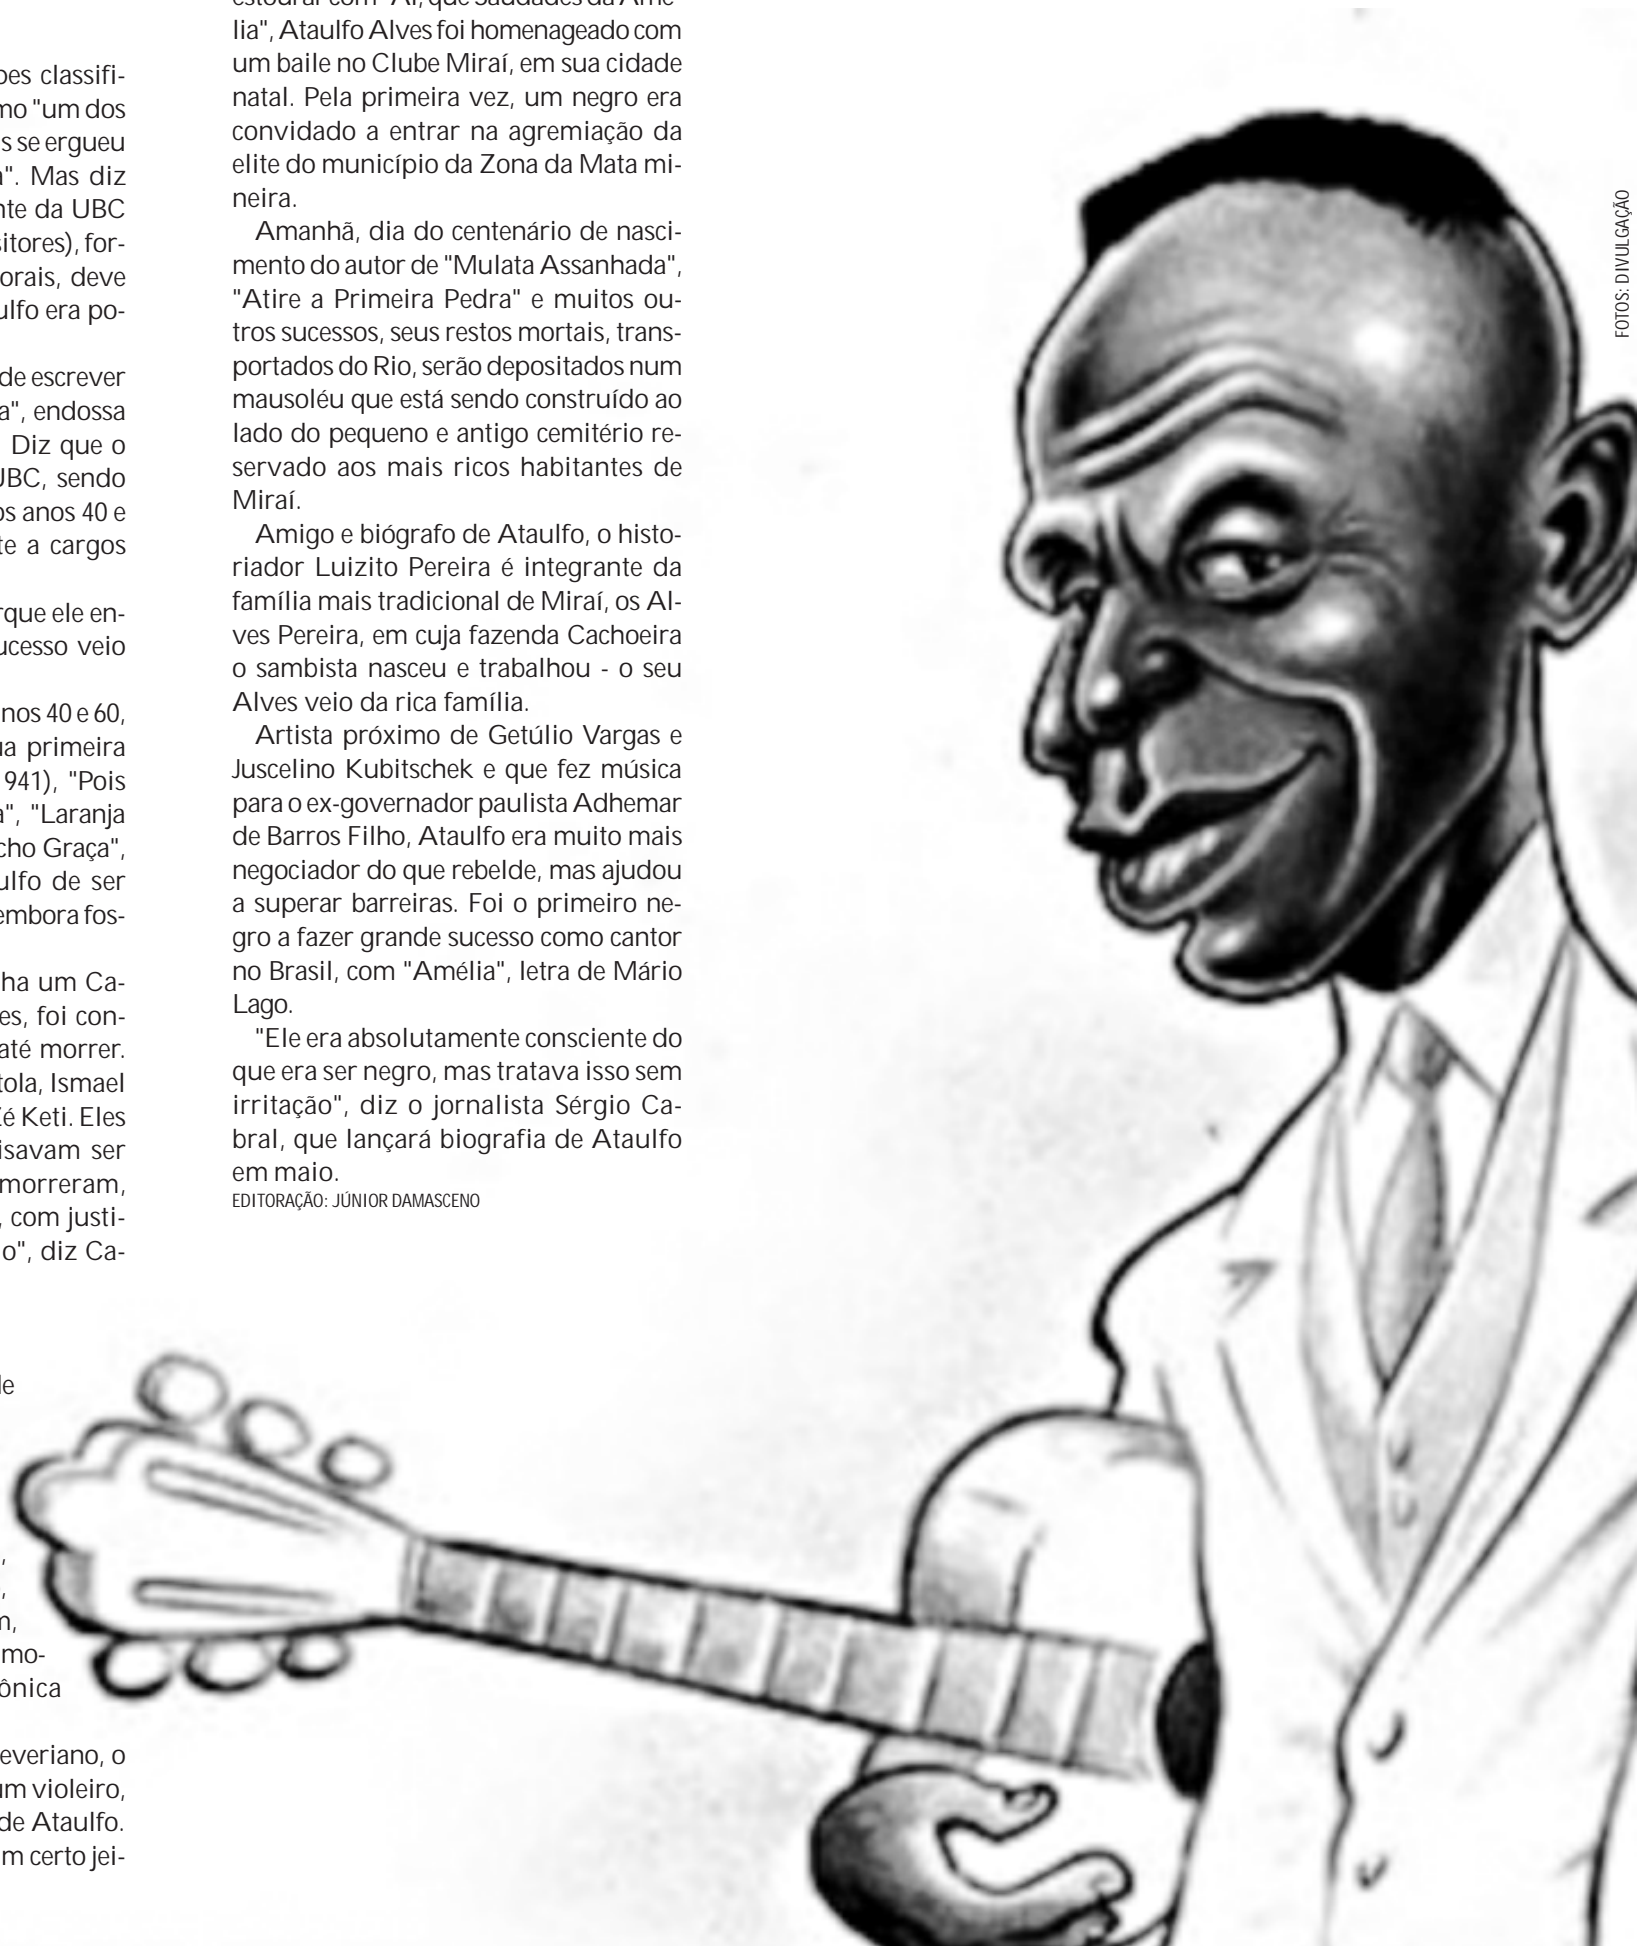 ões classifi-
mo "um dos
s se ergueu
Mas diz
nte da UBC
sitores), for-
orais, deve
ulfo era po-
de escrever
a", endossa
Diz que o
UBC, sendo
os anos 40 e
te a cargos
rque ele en-
ucesso veio
nos 40 e 60,
ua primeira
941), "Pois
a", "Laranja
cho Graça",
ulfo de ser
embora fos-
ha um Ca-
es, foi con-
até morrer.
tola, Ismael
Zé Keti. Eles
isavam ser
morreram,
, com justi-
o", diz Ca-
de
,
,
m,
mo-
ônica
everiano, o
um violeiro,
de Ataulfo.
m certo jei-
estourar com "Ai, que Saudades da Amé-
lia", Ataulfo Alves foi homenageado com
um baile no Clube Miraí, em sua cidade
natal. Pela primeira vez, um negro era
convidado a entrar na agremiação da
elite do município da Zona da Mata mi-
neira.
Amanhã, dia do centenário de nasci-
mento do autor de "Mulata Assanhada",
"Atire a Primeira Pedra" e muitos ou-
tros sucessos, seus restos mortais, trans-
portados do Rio, serão depositados num
mausoléu que está sendo construído ao
lado do pequeno e antigo cemitério re-
servado aos mais ricos habitantes de
Miraí.
Amigo e biógrafo de Ataulfo, o histo-
riador Luizito Pereira é integrante da
família mais tradicional de Miraí, os Al-
ves Pereira, em cuja fazenda Cachoeira
o sambista nasceu e trabalhou - o seu
Alves veio da rica família.
Artista próximo de Getúlio Vargas e
Juscelino Kubitschek e que fez música
para o ex-governador paulista Adhemar
de Barros Filho, Ataulfo era muito mais
negociador do que rebelde, mas ajudou
a superar barreiras. Foi o primeiro ne-
gro a fazer grande sucesso como cantor
no Brasil, com "Amélia", letra de Mário
Lago.
"Ele era absolutamente consciente do
que era ser negro, mas tratava isso sem
irritação", diz o jornalista Sérgio Ca-
bral, que lançará biografia de Ataulfo
em maio.
EDITORAÇÃO: JÚNIOR DAMASCENO
FOTOS: DIVULGAÇÃO